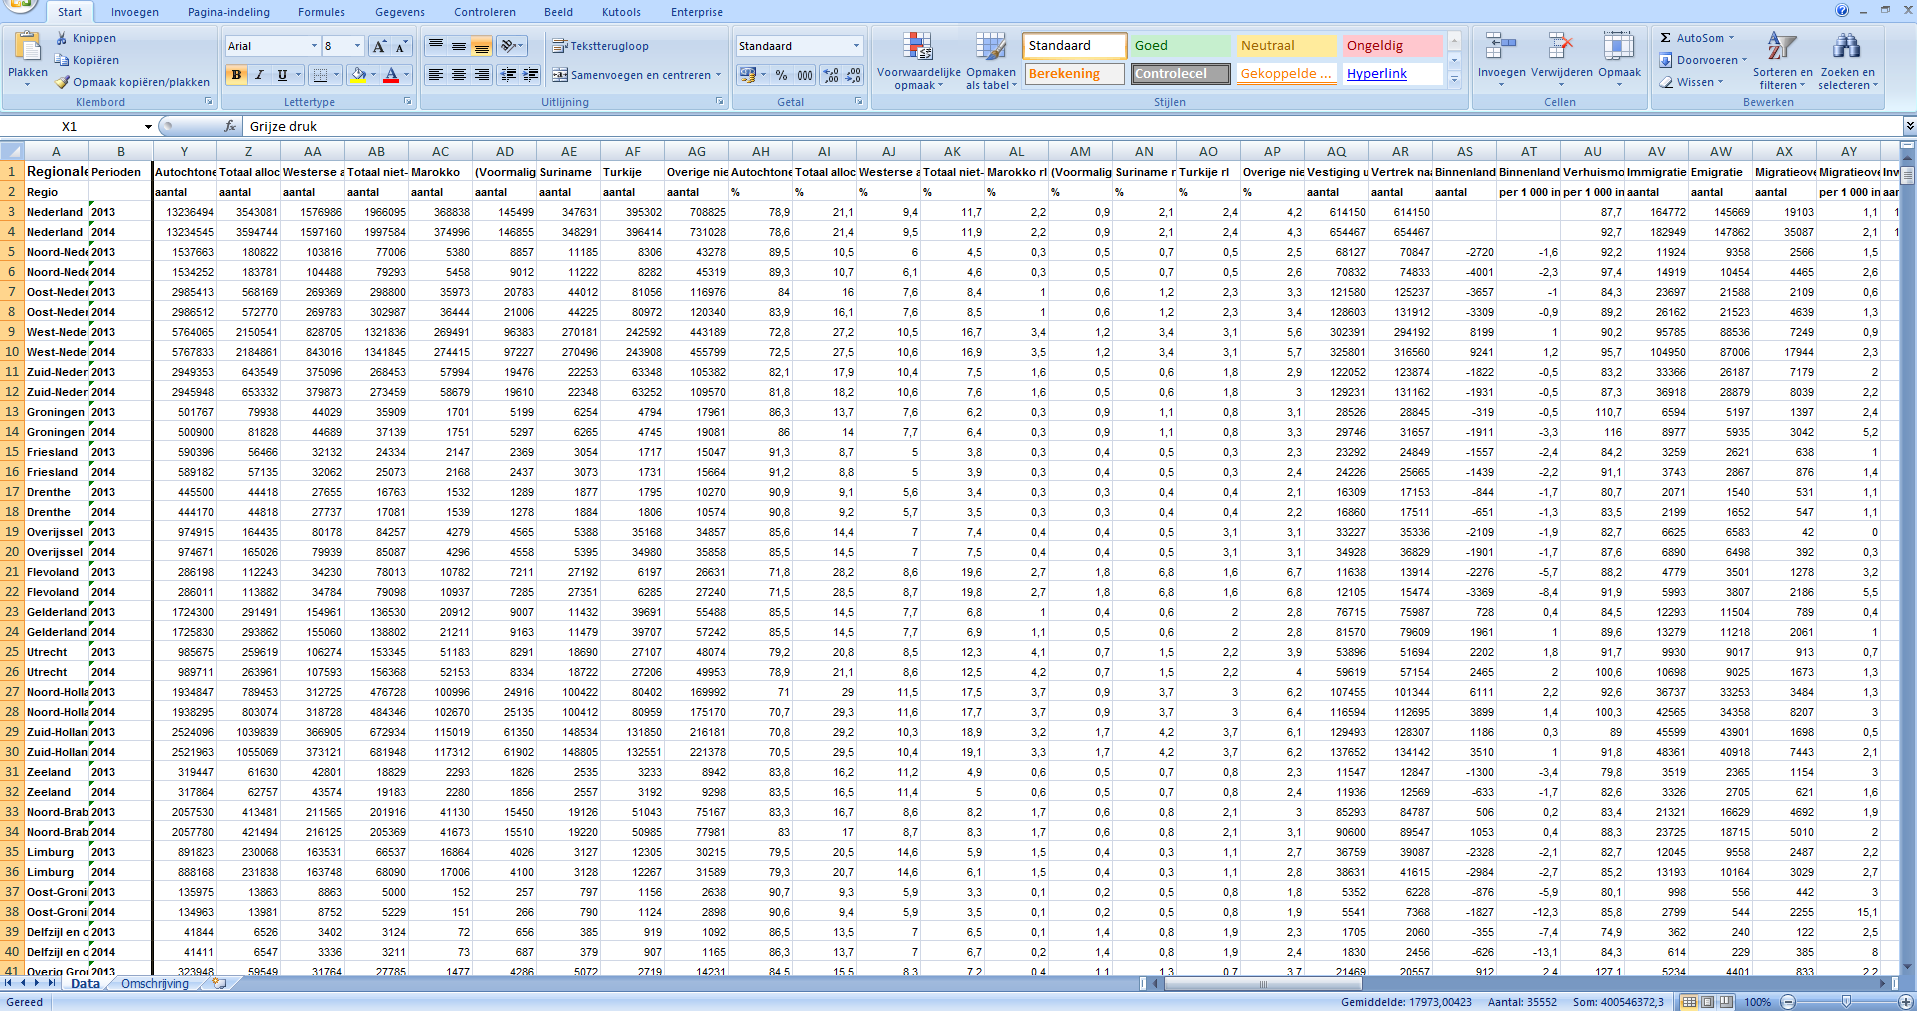 Start Invoegen Pagina-indeling Formules Gegevens Controleren Beeld Kutools Enterprise
Plakken
Knippen
Kopiëren
Opmaak kopiëren/plakken
Klembord
Arial 8
B I U
Lettertype
Tekstterugloop
Samenvoegen en centreren
Uitlijning
Standaard
% 000
Getal
Voorwaardelijke opmaak
Opmaken als tabel
Standaard Goed Neutraal Ongeldig
Berekening Controlecel Gekoppelde ... Hyperlink
Stijlen
Invoegen Verwijderen Opmaak
Cellen
Σ AutoSom
Doorvoeren
Wissen
Sorteren en filteren
Zoeken en selecteren
Bewerken
X1 fx Grijze druk
A B Y Z AA AB AC AD AE AF AG AH AI AJ AK AL AM AN AO AP AQ AR AS AT AU AV AW AX AY
1 Regionale Perioden Autochtone Totaal alloc Westerse a Totaal niet- Marokko (Voormalig Suriname Turkije Overige nie Autochtone Totaal alloc Westerse a Totaal niet- Marokko rl (Voormalig Suriname r Turkije rl Overige nie Vestiging u Vertrek naa Binnenland Binnenland Verhuismo Immigratie Emigratie Migratieove Migratieove Inw
2 Regio aantal aantal aantal aantal aantal aantal aantal aantal aantal % % % % % % % % % aantal aantal aantal per 1 000 in per 1 000 in aantal aantal aantal per 1 000 in aan
3 Nederland 2013 13236494 3543081 1576986 1966095 368838 145499 347631 395302 708825 78,9 21,1 9,4 11,7 2,2 0,9 2,1 2,4 4,2 614150 614150 87,7 164772 145669 19103 1,1 1
4 Nederland 2014 13234545 3594744 1597160 1997584 374996 146855 348291 396414 731028 78,6 21,4 9,5 11,9 2,2 0,9 2,1 2,4 4,3 654467 654467 92,7 182949 147862 35087 2,1 1
5 Noord-Nede 2013 1537663 180822 103816 77006 5380 8857 11185 8306 43278 89,5 10,5 6 4,5 0,3 0,5 0,7 0,5 2,5 68127 70847 -2720 -1,6 92,2 11924 9358 2566 1,5
6 Noord-Nede 2014 1534252 183781 104488 79293 5458 9012 11222 8282 45319 89,3 10,7 6,1 4,6 0,3 0,5 0,7 0,5 2,6 70832 74833 -4001 -2,3 97,4 14919 10454 4465 2,6
7 Oost-Neder 2013 2985413 568169 269369 298800 35973 20783 44012 81056 116976 84 16 7,6 8,4 1 0,6 1,2 2,3 3,3 121580 125237 -3657 -1 84,3 23697 21588 2109 0,6
8 Oost-Neder 2014 2986512 572770 269783 302987 36444 21006 44225 80972 120340 83,9 16,1 7,6 8,5 1 0,6 1,2 2,3 3,4 128603 131912 -3309 -0,9 89,2 26162 21523 4639 1,3
9 West-Nede 2013 5764065 2150541 828705 1321836 269491 96383 270181 242592 443189 72,8 27,2 10,5 16,7 3,4 1,2 3,4 3,1 5,6 302391 294192 8199 1 90,2 95785 88536 7249 0,9
10 West-Nede 2014 5767833 2184861 843016 1341845 274415 97227 270496 243908 455799 72,5 27,5 10,6 16,9 3,5 1,2 3,4 3,1 5,7 325801 316560 9241 1,2 95,7 104950 87006 17944 2,3
11 Zuid-Neder 2013 2949353 643549 375096 268453 57994 19476 22253 63348 105382 82,1 17,9 10,4 7,5 1,6 0,5 0,6 1,8 2,9 122052 123874 -1822 -0,5 83,2 33366 26187 7179 2
12 Zuid-Neder 2014 2945948 653332 379873 273459 58679 19610 22348 63252 109570 81,8 18,2 10,6 7,6 1,6 0,5 0,6 1,8 3 129231 131162 -1931 -0,5 87,3 36918 28879 8039 2,2
13 Groningen 2013 501767 79938 44029 35909 1701 5199 6254 4794 17961 86,3 13,7 7,6 6,2 0,3 0,9 1,1 0,8 3,1 28526 28845 -319 -0,5 110,7 6594 5197 1397 2,4
14 Groningen 2014 500900 81828 44689 37139 1751 5297 6265 4745 19081 86 14 7,7 6,4 0,3 0,9 1,1 0,8 3,3 29746 31657 -1911 -3,3 116 8977 5935 3042 5,2
15 Friesland 2013 590396 56466 32132 24334 2147 2369 3054 1717 15047 91,3 8,7 5 3,8 0,3 0,4 0,5 0,3 2,3 23292 24849 -1557 -2,4 84,2 3259 2621 638 1
16 Friesland 2014 589182 57135 32062 25073 2168 2437 3073 1731 15664 91,2 8,8 5 3,9 0,3 0,4 0,5 0,3 2,4 24226 25665 -1439 -2,2 91,1 3743 2867 876 1,4
17 Drenthe 2013 445500 44418 27655 16763 1532 1289 1877 1795 10270 90,9 9,1 5,6 3,4 0,3 0,3 0,4 0,4 2,1 16309 17153 -844 -1,7 80,7 2071 1540 531 1,1
18 Drenthe 2014 444170 44818 27737 17081 1539 1278 1884 1806 10574 90,8 9,2 5,7 3,5 0,3 0,3 0,4 0,4 2,2 16860 17511 -651 -1,3 83,5 2199 1652 547 1,1
19 Overijssel 2013 974915 164435 80178 84257 4279 4565 5388 35168 34857 85,6 14,4 7 7,4 0,4 0,4 0,5 3,1 3,1 33227 35336 -2109 -1,9 82,7 6625 6583 42 0
20 Overijssel 2014 974671 165026 79939 85087 4296 4558 5395 34980 35858 85,5 14,5 7 7,5 0,4 0,4 0,5 3,1 3,1 34928 36829 -1901 -1,7 87,6 6890 6498 392 0,3
21 Flevoland 2013 286198 112243 34230 78013 10782 7211 27192 6197 26631 71,8 28,2 8,6 19,6 2,7 1,8 6,8 1,6 6,7 11638 13914 -2276 -5,7 88,2 4779 3501 1278 3,2
22 Flevoland 2014 286011 113882 34784 79098 10937 7285 27351 6285 27240 71,5 28,5 8,7 19,8 2,7 1,8 6,8 1,6 6,8 12105 15474 -3369 -8,4 91,9 5993 3807 2186 5,5
23 Gelderland 2013 1724300 291491 154961 136530 20912 9007 11432 39691 55488 85,5 14,5 7,7 6,8 1 0,4 0,6 2 2,8 76715 75987 728 0,4 84,5 12293 11504 789 0,4
24 Gelderland 2014 1725830 293862 155060 138802 21211 9163 11479 39707 57242 85,5 14,5 7,7 6,9 1,1 0,5 0,6 2 2,8 81570 79609 1961 1 89,6 13279 11218 2061 1
25 Utrecht 2013 985675 259619 106274 153345 51183 8291 18690 27107 48074 79,2 20,8 8,5 12,3 4,1 0,7 1,5 2,2 3,9 53896 51694 2202 1,8 91,7 9930 9017 913 0,7
26 Utrecht 2014 989711 263961 107593 156368 52153 8334 18722 27206 49953 78,9 21,1 8,6 12,5 4,2 0,7 1,5 2,2 4 59619 57154 2465 2 100,6 10698 9025 1673 1,3
27 Noord-Holla 2013 1934847 789453 312725 476728 100996 24916 100422 80402 169992 71 29 11,5 17,5 3,7 0,9 3,7 3 6,2 107455 101344 6111 2,2 92,6 36737 33253 3484 1,3
28 Noord-Holla 2014 1938295 803074 318728 484346 102670 25135 100412 80959 175170 70,7 29,3 11,6 17,7 3,7 0,9 3,7 3 6,4 116594 112695 3899 1,4 100,3 42565 34358 8207 3
29 Zuid-Hollan 2013 2524096 1039839 366905 672934 115019 61350 148534 131850 216181 70,8 29,2 10,3 18,9 3,2 1,7 4,2 3,7 6,1 129493 128307 1186 0,3 89 45599 43901 1698 0,5
30 Zuid-Hollan 2014 2521963 1055069 373121 681948 117312 61902 148805 132551 221378 70,5 29,5 10,4 19,1 3,3 1,7 4,2 3,7 6,2 137652 134142 3510 1 91,8 48361 40918 7443 2,1
31 Zeeland 2013 319447 61630 42801 18829 2293 1826 2535 3233 8942 83,8 16,2 11,2 4,9 0,6 0,5 0,7 0,8 2,3 11547 12847 -1300 -3,4 79,8 3519 2365 1154 3
32 Zeeland 2014 317864 62757 43574 19183 2280 1856 2557 3192 9298 83,5 16,5 11,4 5 0,6 0,5 0,7 0,8 2,4 11936 12569 -633 -1,7 82,6 3326 2705 621 1,6
33 Noord-Brab 2013 2057530 413481 211565 201916 41130 15450 19126 51043 75167 83,3 16,7 8,6 8,2 1,7 0,6 0,8 2,1 3 85293 84787 506 0,2 83,4 21321 16629 4692 1,9
34 Noord-Brab 2014 2057780 421494 216125 205369 41673 15510 19220 50985 77981 83 17 8,7 8,3 1,7 0,6 0,8 2,1 3,1 90600 89547 1053 0,4 88,3 23725 18715 5010 2
35 Limburg 2013 891823 230068 163531 66537 16864 4026 3127 12305 30215 79,5 20,5 14,6 5,9 1,5 0,4 0,3 1,1 2,7 36759 39087 -2328 -2,1 82,7 12045 9558 2487 2,2
36 Limburg 2014 888168 231838 163748 68090 17006 4100 3128 12267 31589 79,3 20,7 14,6 6,1 1,5 0,4 0,3 1,1 2,8 38631 41615 -2984 -2,7 85,2 13193 10164 3029 2,7
37 Oost-Groni 2013 135975 13863 8863 5000 152 257 797 1156 2638 90,7 9,3 5,9 3,3 0,1 0,2 0,5 0,8 1,8 5352 6228 -876 -5,9 80,1 998 556 442 3
38 Oost-Groni 2014 134963 13981 8752 5229 151 266 790 1124 2898 90,6 9,4 5,9 3,5 0,1 0,2 0,5 0,8 1,9 5541 7368 -1827 -12,3 85,8 2799 544 2255 15,1
39 Delfzijl en o 2013 41844 6526 3402 3124 72 656 385 919 1092 86,5 13,5 7 6,5 0,1 1,4 0,8 1,9 2,3 1705 2060 -355 -7,4 74,9 362 240 122 2,5
40 Delfzijl en o 2014 41411 6547 3336 3211 73 687 379 907 1165 86,3 13,7 7 6,7 0,2 1,4 0,8 1,9 2,4 1830 2456 -626 -13,1 84,3 614 229 385 8
41 Overig Gro 2013 323948 59549 31764 27785 1477 4286 5072 2719 14231 84,5 15,5 8,3 7,2 0,4 1,1 1,3 0,7 3,7 21469 20557 912 2,4 127,1 5234 4401 833 2,2
Data Omschrijving
Gereed Gemiddelde: 17973,00423 Aantal: 35552 Som: 400546372,3 100%